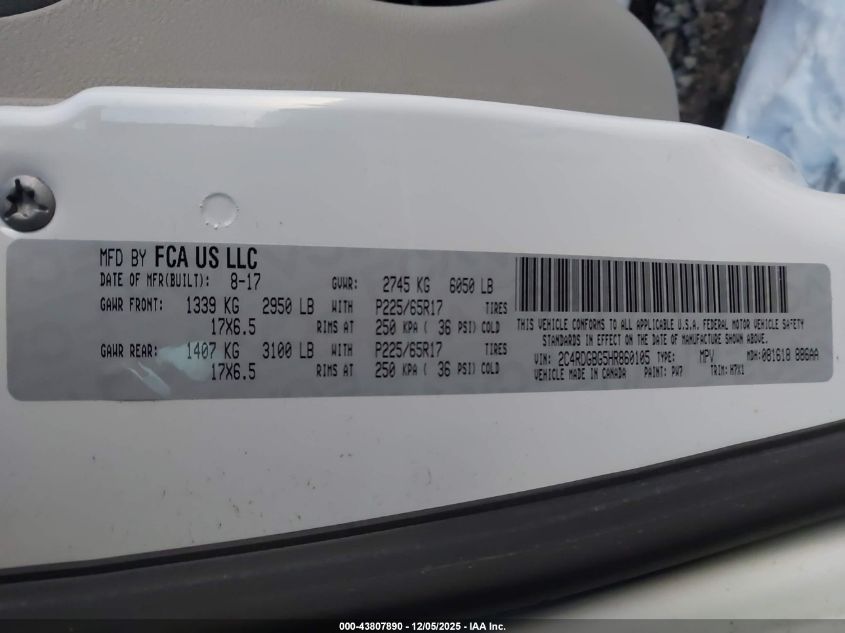 MFD BY FCA US LLC
DATE OF MFR(BUILT): 8-17 GVWR: 2745 KG 6050 LB
GAWR FRONT: 1339 KG 2950 LB WITH P225/65R17 TIRES
17X6.5 RIMS AT 250 KPA ( 36 PSI) COLD
GAWR REAR: 1407 KG 3100 LB WITH P225/65R17 TIRES
17X6.5 RIMS AT 250 KPA ( 36 PSI) COLD
THIS VEHICLE CONFORMS TO ALL APPLICABLE U.S.A. FEDERAL MOTOR VEHICLE SAFETY
STANDARDS IN EFFECT ON THE DATE OF MANUFACTURE SHOWN ABOVE.
VIN: 2C4RDGBG5HR860105 TYPE: MPV MDH: 081618 886AA
VEHICLE MADE IN CANADA PAINT: PW7 TRIM: H7X1
000-43807890 - 12/05/2025 - IAA Inc.